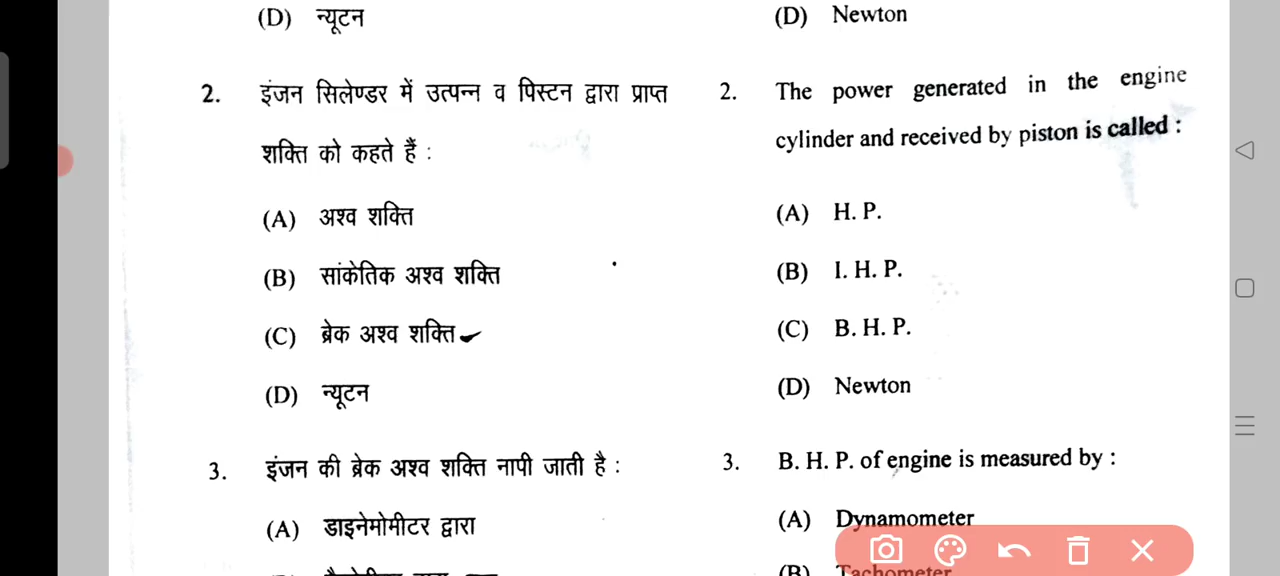 (D) न्यूटन
2. इंजन सिलेण्डर में उत्पन्न व पिस्टन द्वारा प्राप्त
शक्ति को कहते हैं :
(A) अश्व शक्ति
(B) सांकेतिक अश्व शक्ति
(C) ब्रेक अश्व शक्ति
(D) न्यूटन
3. इंजन की ब्रेक अश्व शक्ति नापी जाती है :
(A) डाइनेमोमीटर द्वारा
(D) Newton
2. The power generated in the engine
cylinder and received by piston is called :
(A) H. P.
(B) I. H. P.
(C) B. H. P.
(D) Newton
3. B. H. P. of engine is measured by :
(A) Dynamometer
(B) Tachometer